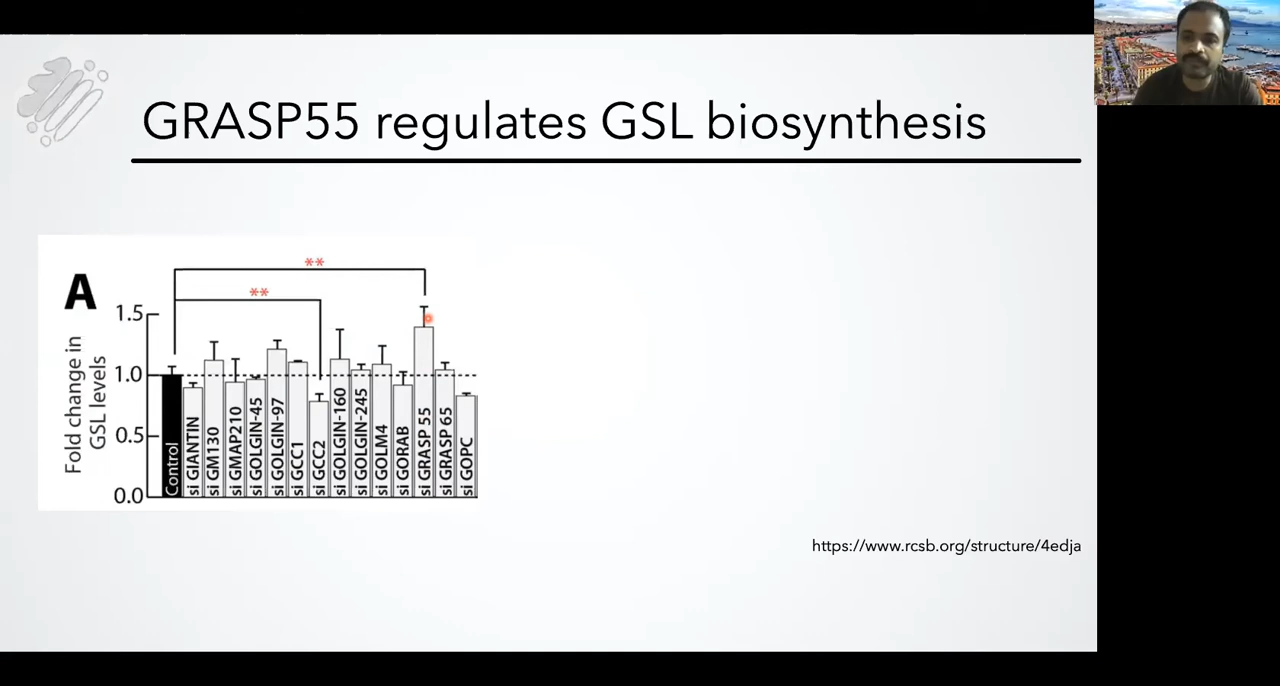 GRASP55 regulates GSL biosynthesis
A
**
**
Fold change in
GSL levels
1.5
1.0
0.5
0.0
Control
si GIANTIN
si GM130
si GMAP210
si GOLGIN-45
si GOLGIN-97
si GCC1
si GCC2
si GOLGIN-160
si GOLGIN-245
si GOLM4
si GORAB
si GRASP 55
si GRASP 65
si GOPC
https://www.rcsb.org/structure/4edja